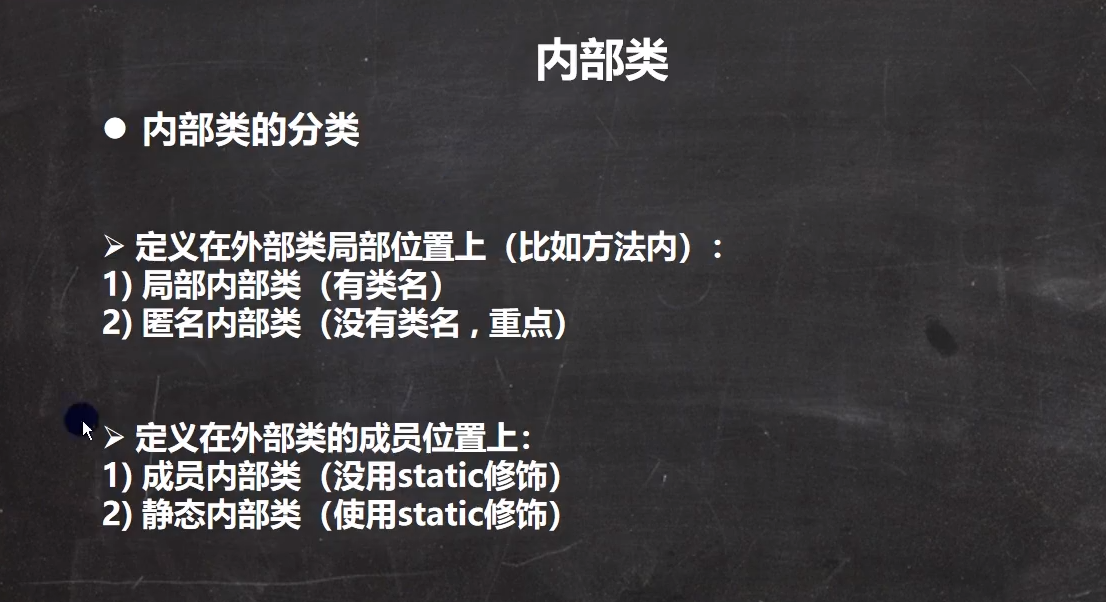 内部类
● 内部类的分类
➢ 定义在外部类局部位置上（比如方法内）:
1) 局部内部类（有类名）
2) 匿名内部类（没有类名，重点）
➢ 定义在外部类的成员位置上：
1) 成员内部类（没用static修饰）
2) 静态内部类（使用static修饰）